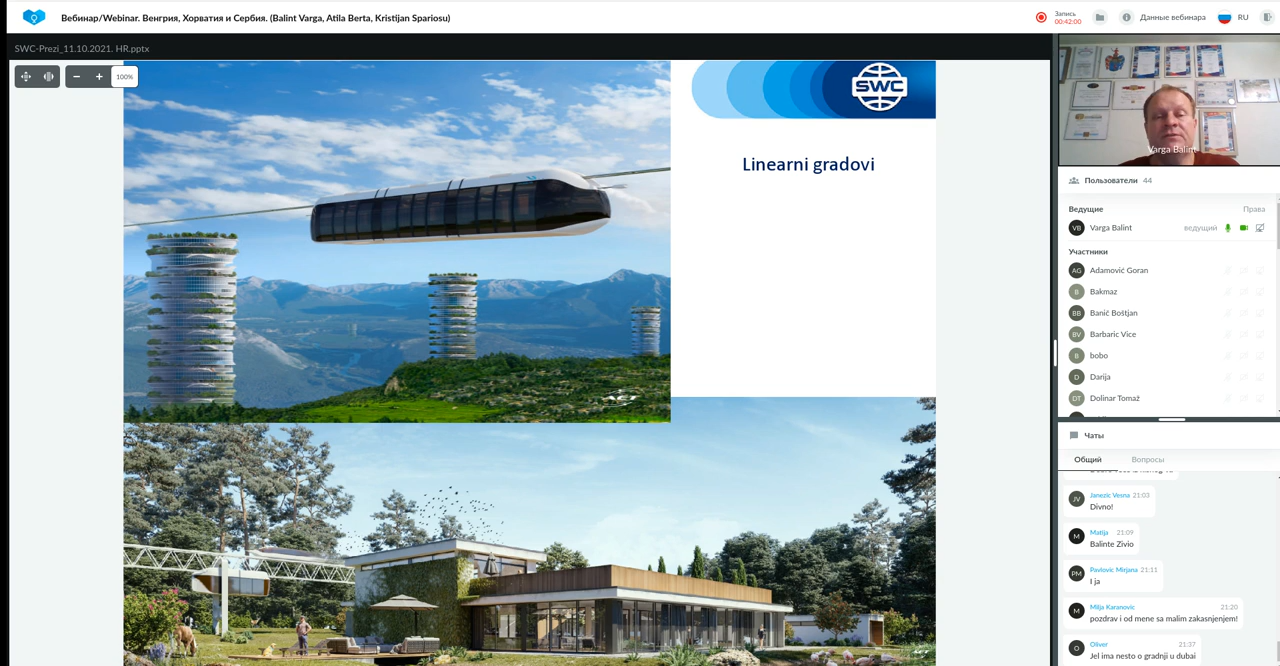 Вебинар/Webinar. Венгрия, Хорватия и Сербия. (Balint Varga, Atila Berta, Kristijan Spariosu)
Запись
00:42:00
Данные вебинара
RU
SWC-Prezi_11.10.2021. HR.pptx
100%
SWC
Linearni gradovi
Varga Balint
Пользователи 44
Ведущие Права
VB Varga Balint ведущий
Участники
AG Adamović Goran
B Bakmaz
BB Banič Boštjan
BV Barbaric Vice
B bobo
D Darija
DT Dolinar Tomaž
Чаты
Общий Вопросы
JV Janezic Vesna 21:03
Divno!
M Matija 21:09
Balinte Zivio
PM Pavlovic Mirjana 21:11
I ja
M Milja Karanovic 21:20
pozdrav i od mene sa malim zakasnjenjem!
O Oliver 21:37
Jel ima nesto o gradnji u dubai